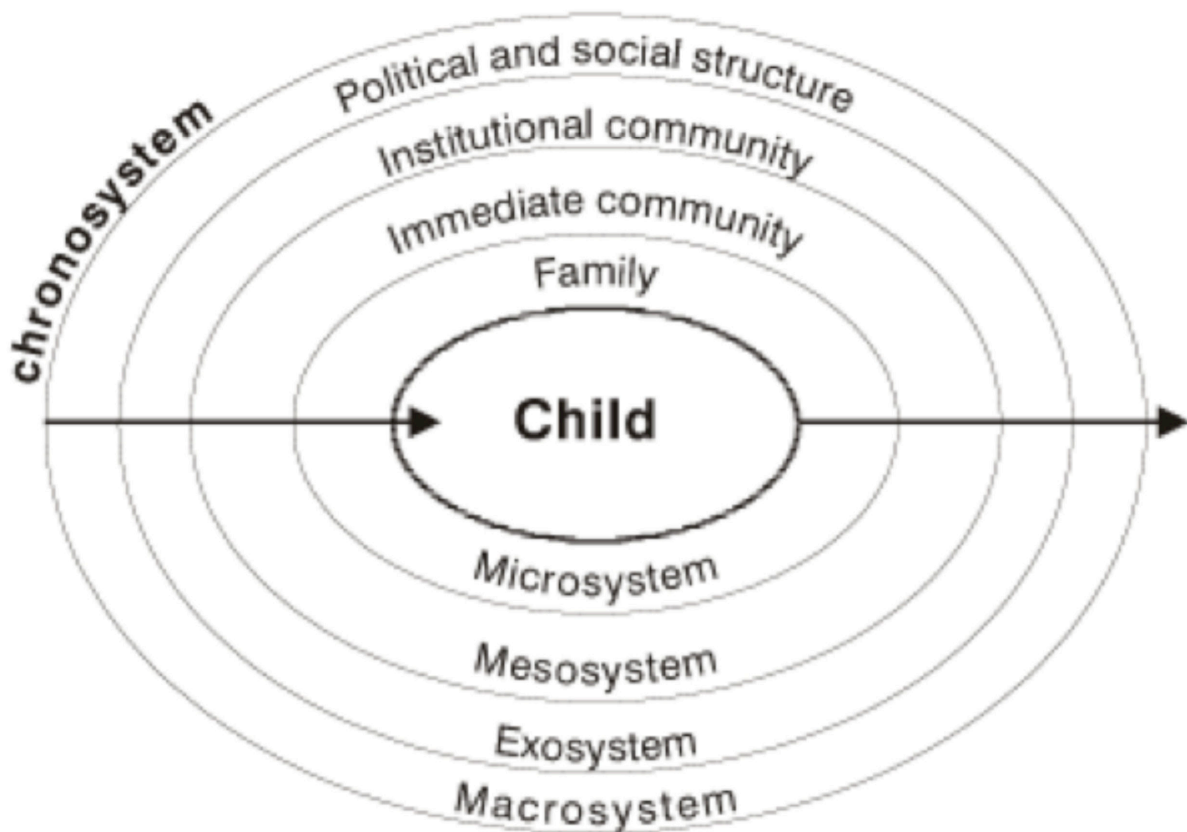 Political and social structure
Institutional community
Immediate community
Family
chronosystem
Child
Microsystem
Mesosystem
Exosystem
Macrosystem